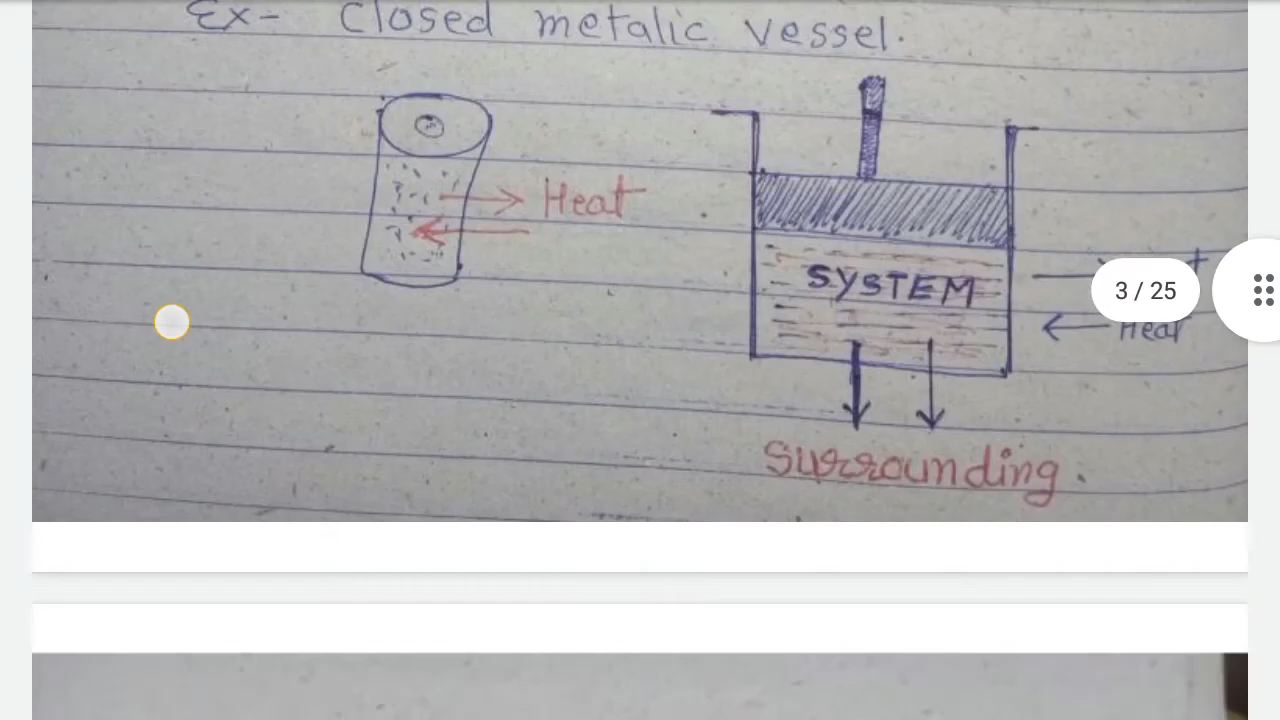 Ex- Closed metalic vessel.
Heat
SYSTEM
3 / 25
Heat
Surrounding.